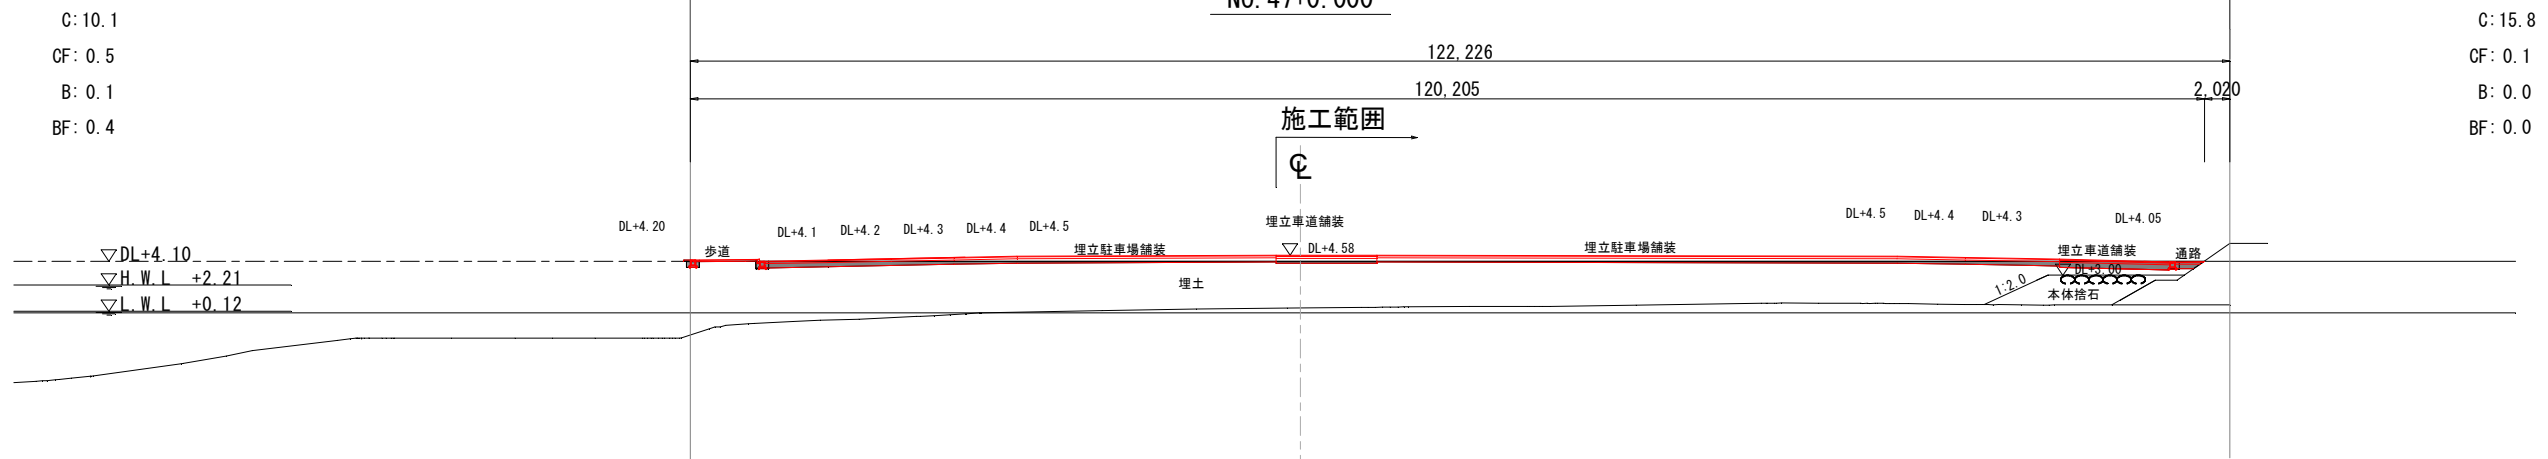 No.47+0.000
C:10.1
CF: 0.5
B: 0.1
BF: 0.4
C:15.8
CF: 0.1
B: 0.0
BF: 0.0
122,226
120,205
2,020
施工範囲
℄
DL+4.20
DL+4.1
DL+4.2
DL+4.3
DL+4.4
DL+4.5
埋立車道舗装
DL+4.5
DL+4.4
DL+4.3
DL+4.05
歩道
埋立駐車場舗装
DL+4.58
埋立駐車場舗装
埋立車道舗装
通路
DL+4.10
H.W.L +2.21
L.W.L +0.12
埋土
DL+3.00
1:2.0
本体捨石